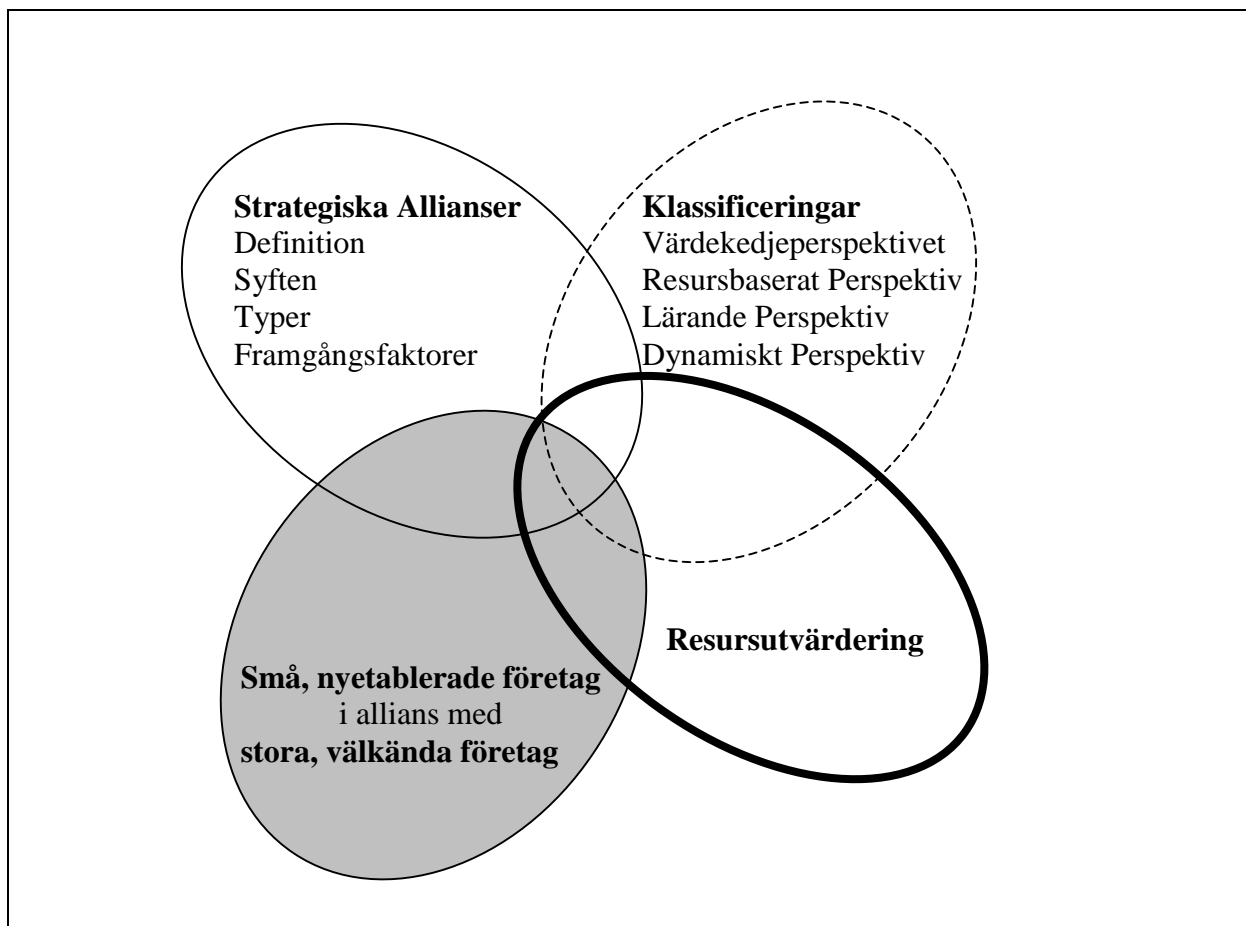 Strategiska Allianser
Definition
Syften
Typer
Framgångsfaktorer
Klassificeringar
Värdekedjeperspektivet
Resursbaserat Perspektiv
Lärande Perspektiv
Dynamiskt Perspektiv
Resursutvärdering
Små, nyetablerade företag
i allians med
stora, välkända företag